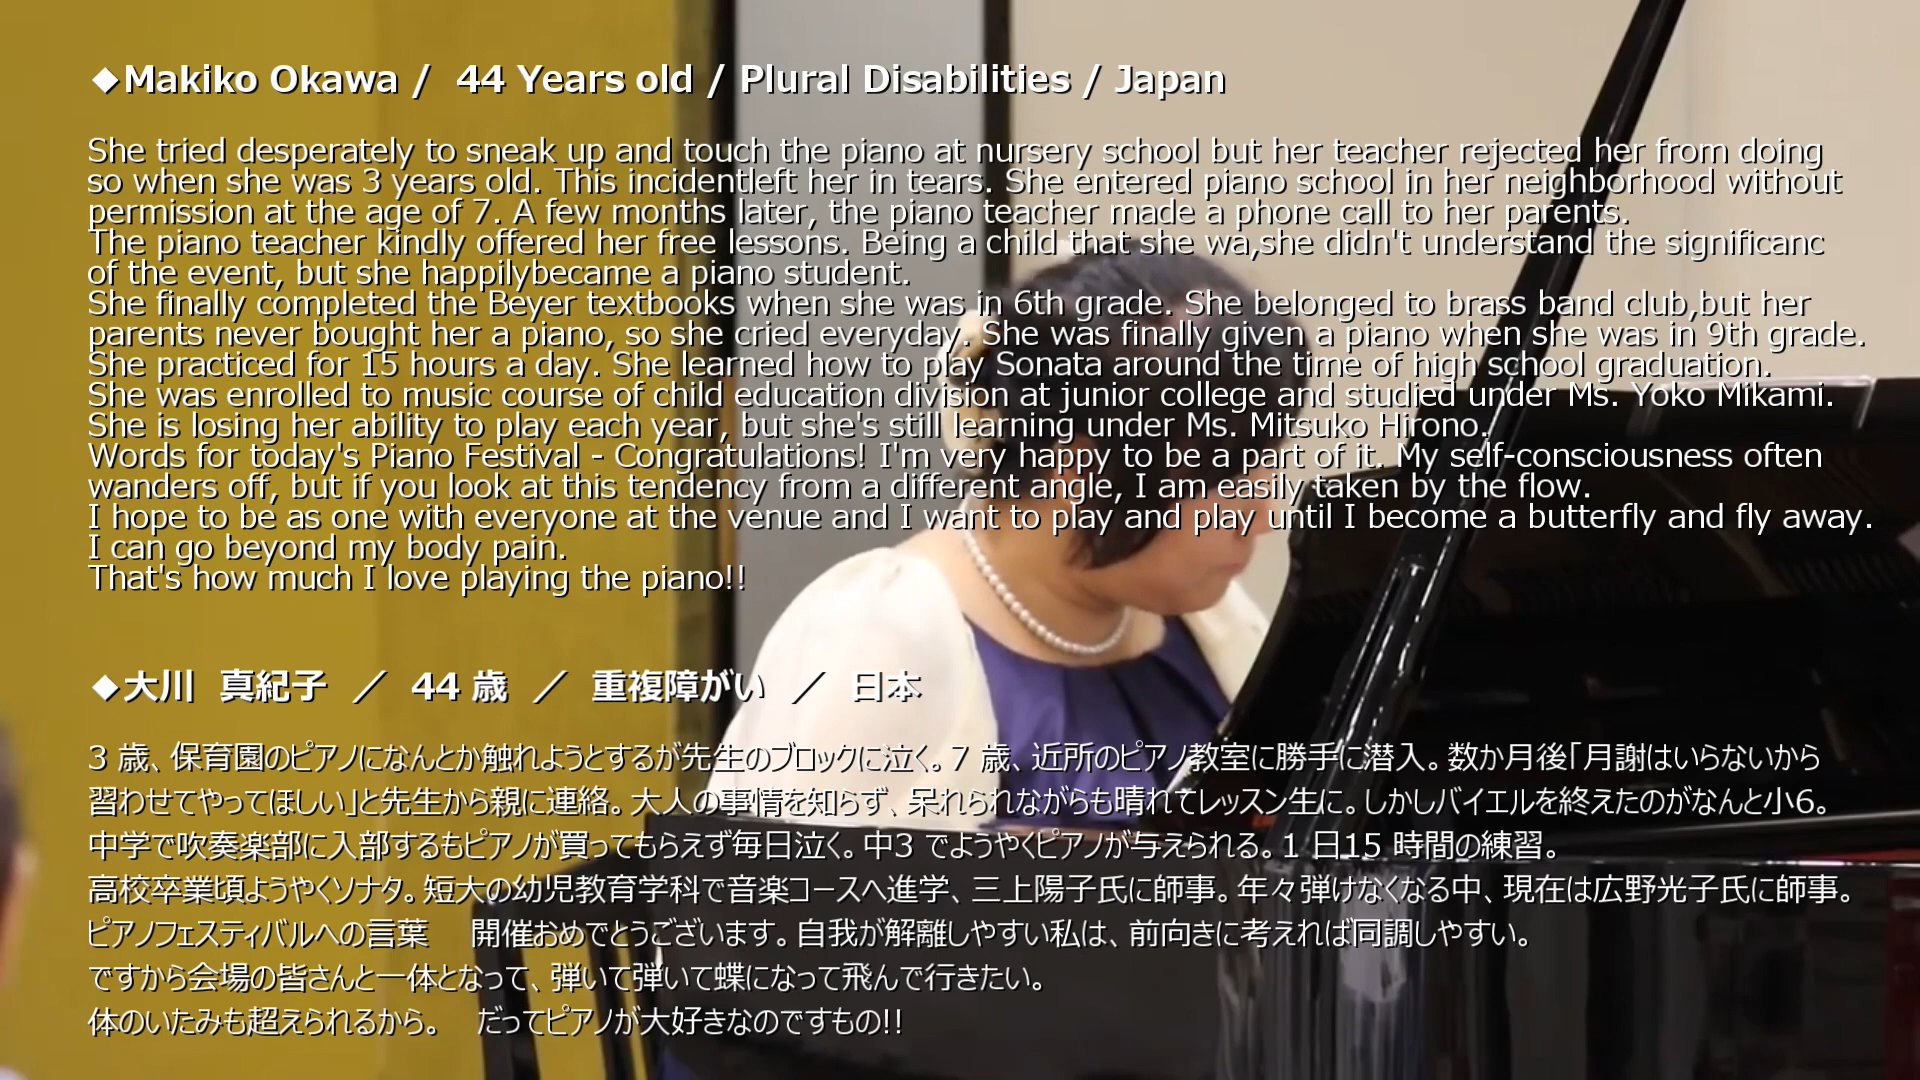 ◆Makiko Okawa / 44 Years old / Plural Disabilities / Japan
She tried desperately to sneak up and touch the piano at nursery school but her teacher rejected her from doing
so when she was 3 years old. This incidentleft her in tears. She entered piano school in her neighborhood without
permission at the age of 7. A few months later, the piano teacher made a phone call to her parents.
The piano teacher kindly offered her free lessons. Being a child that she wa,she didn't understand the significanc
of the event, but she happilybecame a piano student.
She finally completed the Beyer textbooks when she was in 6th grade. She belonged to brass band club,but her
parents never bought her a piano, so she cried everyday. She was finally given a piano when she was in 9th grade.
She practiced for 15 hours a day. She learned how to play Sonata around the time of high school graduation.
She was enrolled to music course of child education division at junior college and studied under Ms. Yoko Mikami.
She is losing her ability to play each year, but she's still learning under Ms. Mitsuko Hirono.
Words for today's Piano Festival - Congratulations! I'm very happy to be a part of it. My self-consciousness often
wanders off, but if you look at this tendency from a different angle, I am easily taken by the flow.
I hope to be as one with everyone at the venue and I want to play and play until I become a butterfly and fly away.
I can go beyond my body pain.
That's how much I love playing the piano!!
◆大川　真紀子　／　44 歳　／　重複障がい　／　日本
3 歳、保育園のピアノになんとか触れようとするが先生のブロックに泣く。7 歳、近所のピアノ教室に勝手に潜入。数か月後「月謝はいらないから
習わせてやってほしい」と先生から親に連絡。大人の事情を知らず、呆れられながらも晴れてレッスン生に。しかしバイエルを終えたのがなんと小6。
中学で吹奏楽部に入部するもピアノが買ってもらえず毎日泣く。中3 でようやくピアノが与えられる。1 日15 時間の練習。
高校卒業頃ようやくソナタ。短大の幼児教育学科で音楽コースへ進学、三上陽子氏に師事。年々弾けなくなる中、現在は広野光子氏に師事。
ピアノフェスティバルへの言葉　開催おめでとうございます。自我が解離しやすい私は、前向きに考えれば同調しやすい。
ですから会場の皆さんと一体となって、弾いて弾いて蝶になって飛んで行きたい。
体のいたみも超えられるから。　だってピアノが大好きなのですもの!!